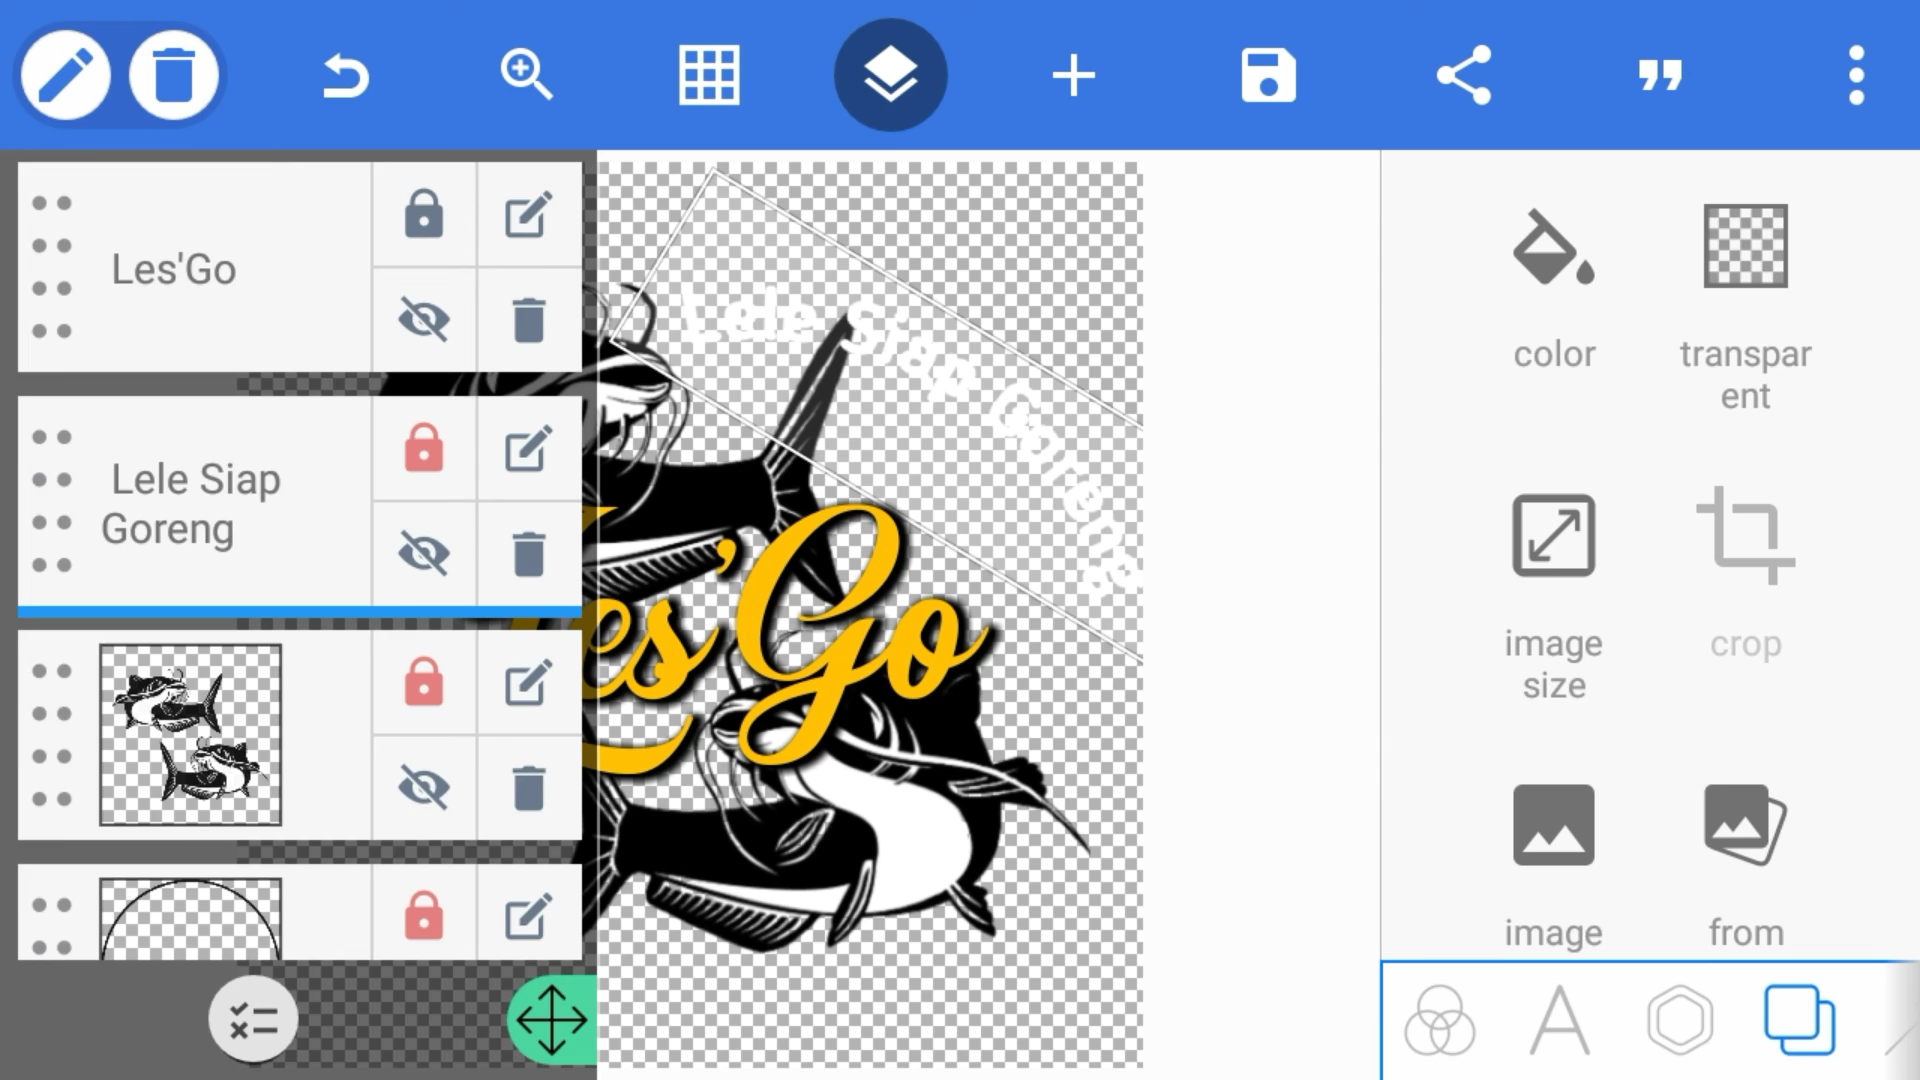 Les'Go
Lele Siap
Goreng
Lele Siap Goreng
es'Go
color
transpar
ent
image
size
crop
image
from